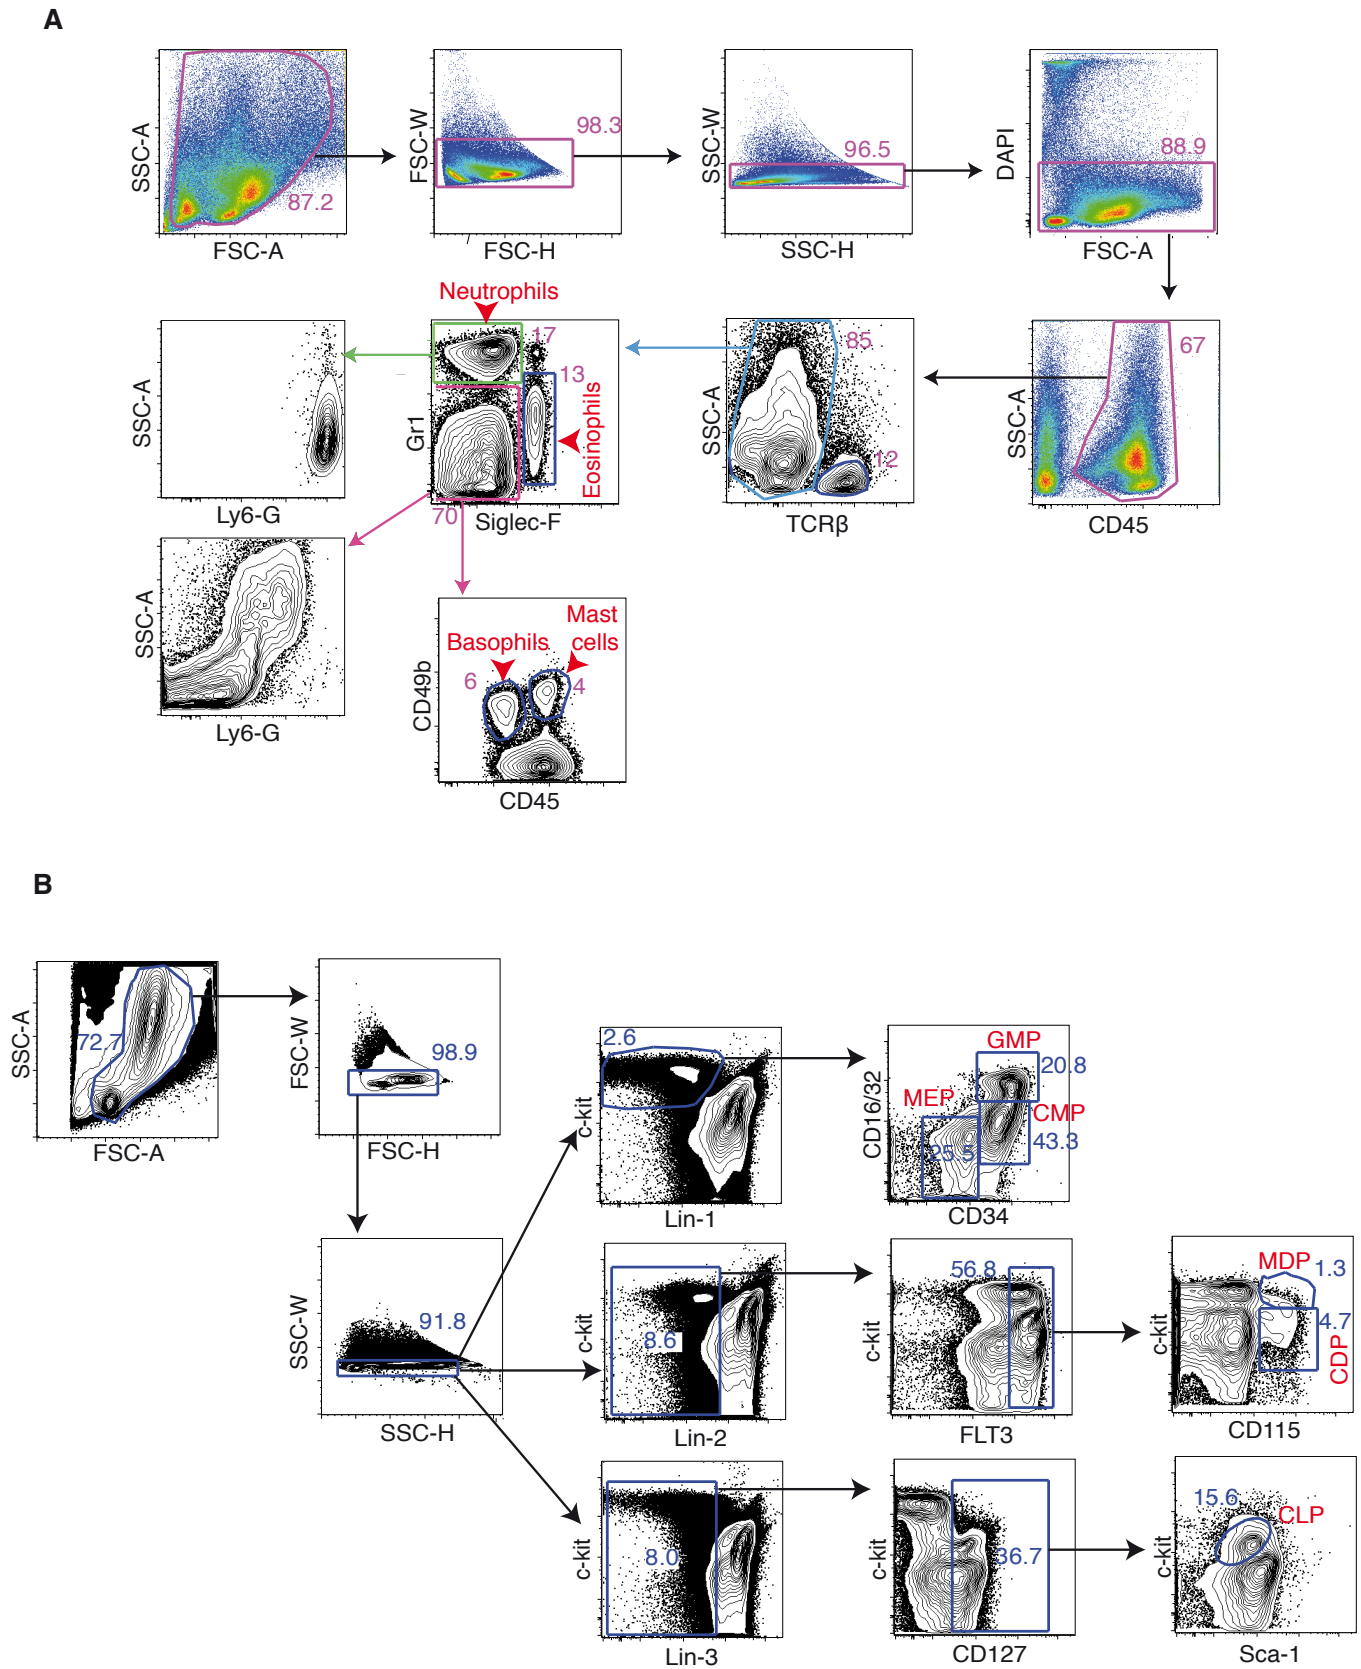 A
SSC-A
87.2
FSC-A
FSC-W
98.3
FSC-H
SSC-W
96.5
SSC-H
DAPI
88.9
FSC-A
SSC-A
Ly6-G
Neutrophils
17
13
Gr1
Eosinophils
70
Siglec-F
SSC-A
85
12
TCRβ
SSC-A
67
CD45
SSC-A
Ly6-G
Mast
cells
Basophils
6
4
CD49b
CD45
B
SSC-A
72.7
FSC-A
FSC-W
98.9
FSC-H
2.6
c-kit
Lin-1
GMP
20.8
MEP
CMP
43.3
25.5
CD16/32
CD34
SSC-W
91.8
SSC-H
c-kit
8.6
Lin-2
56.8
c-kit
FLT3
MDP
1.3
4.7
CDP
c-kit
CD115
c-kit
8.0
Lin-3
c-kit
36.7
CD127
15.6
CLP
c-kit
Sca-1